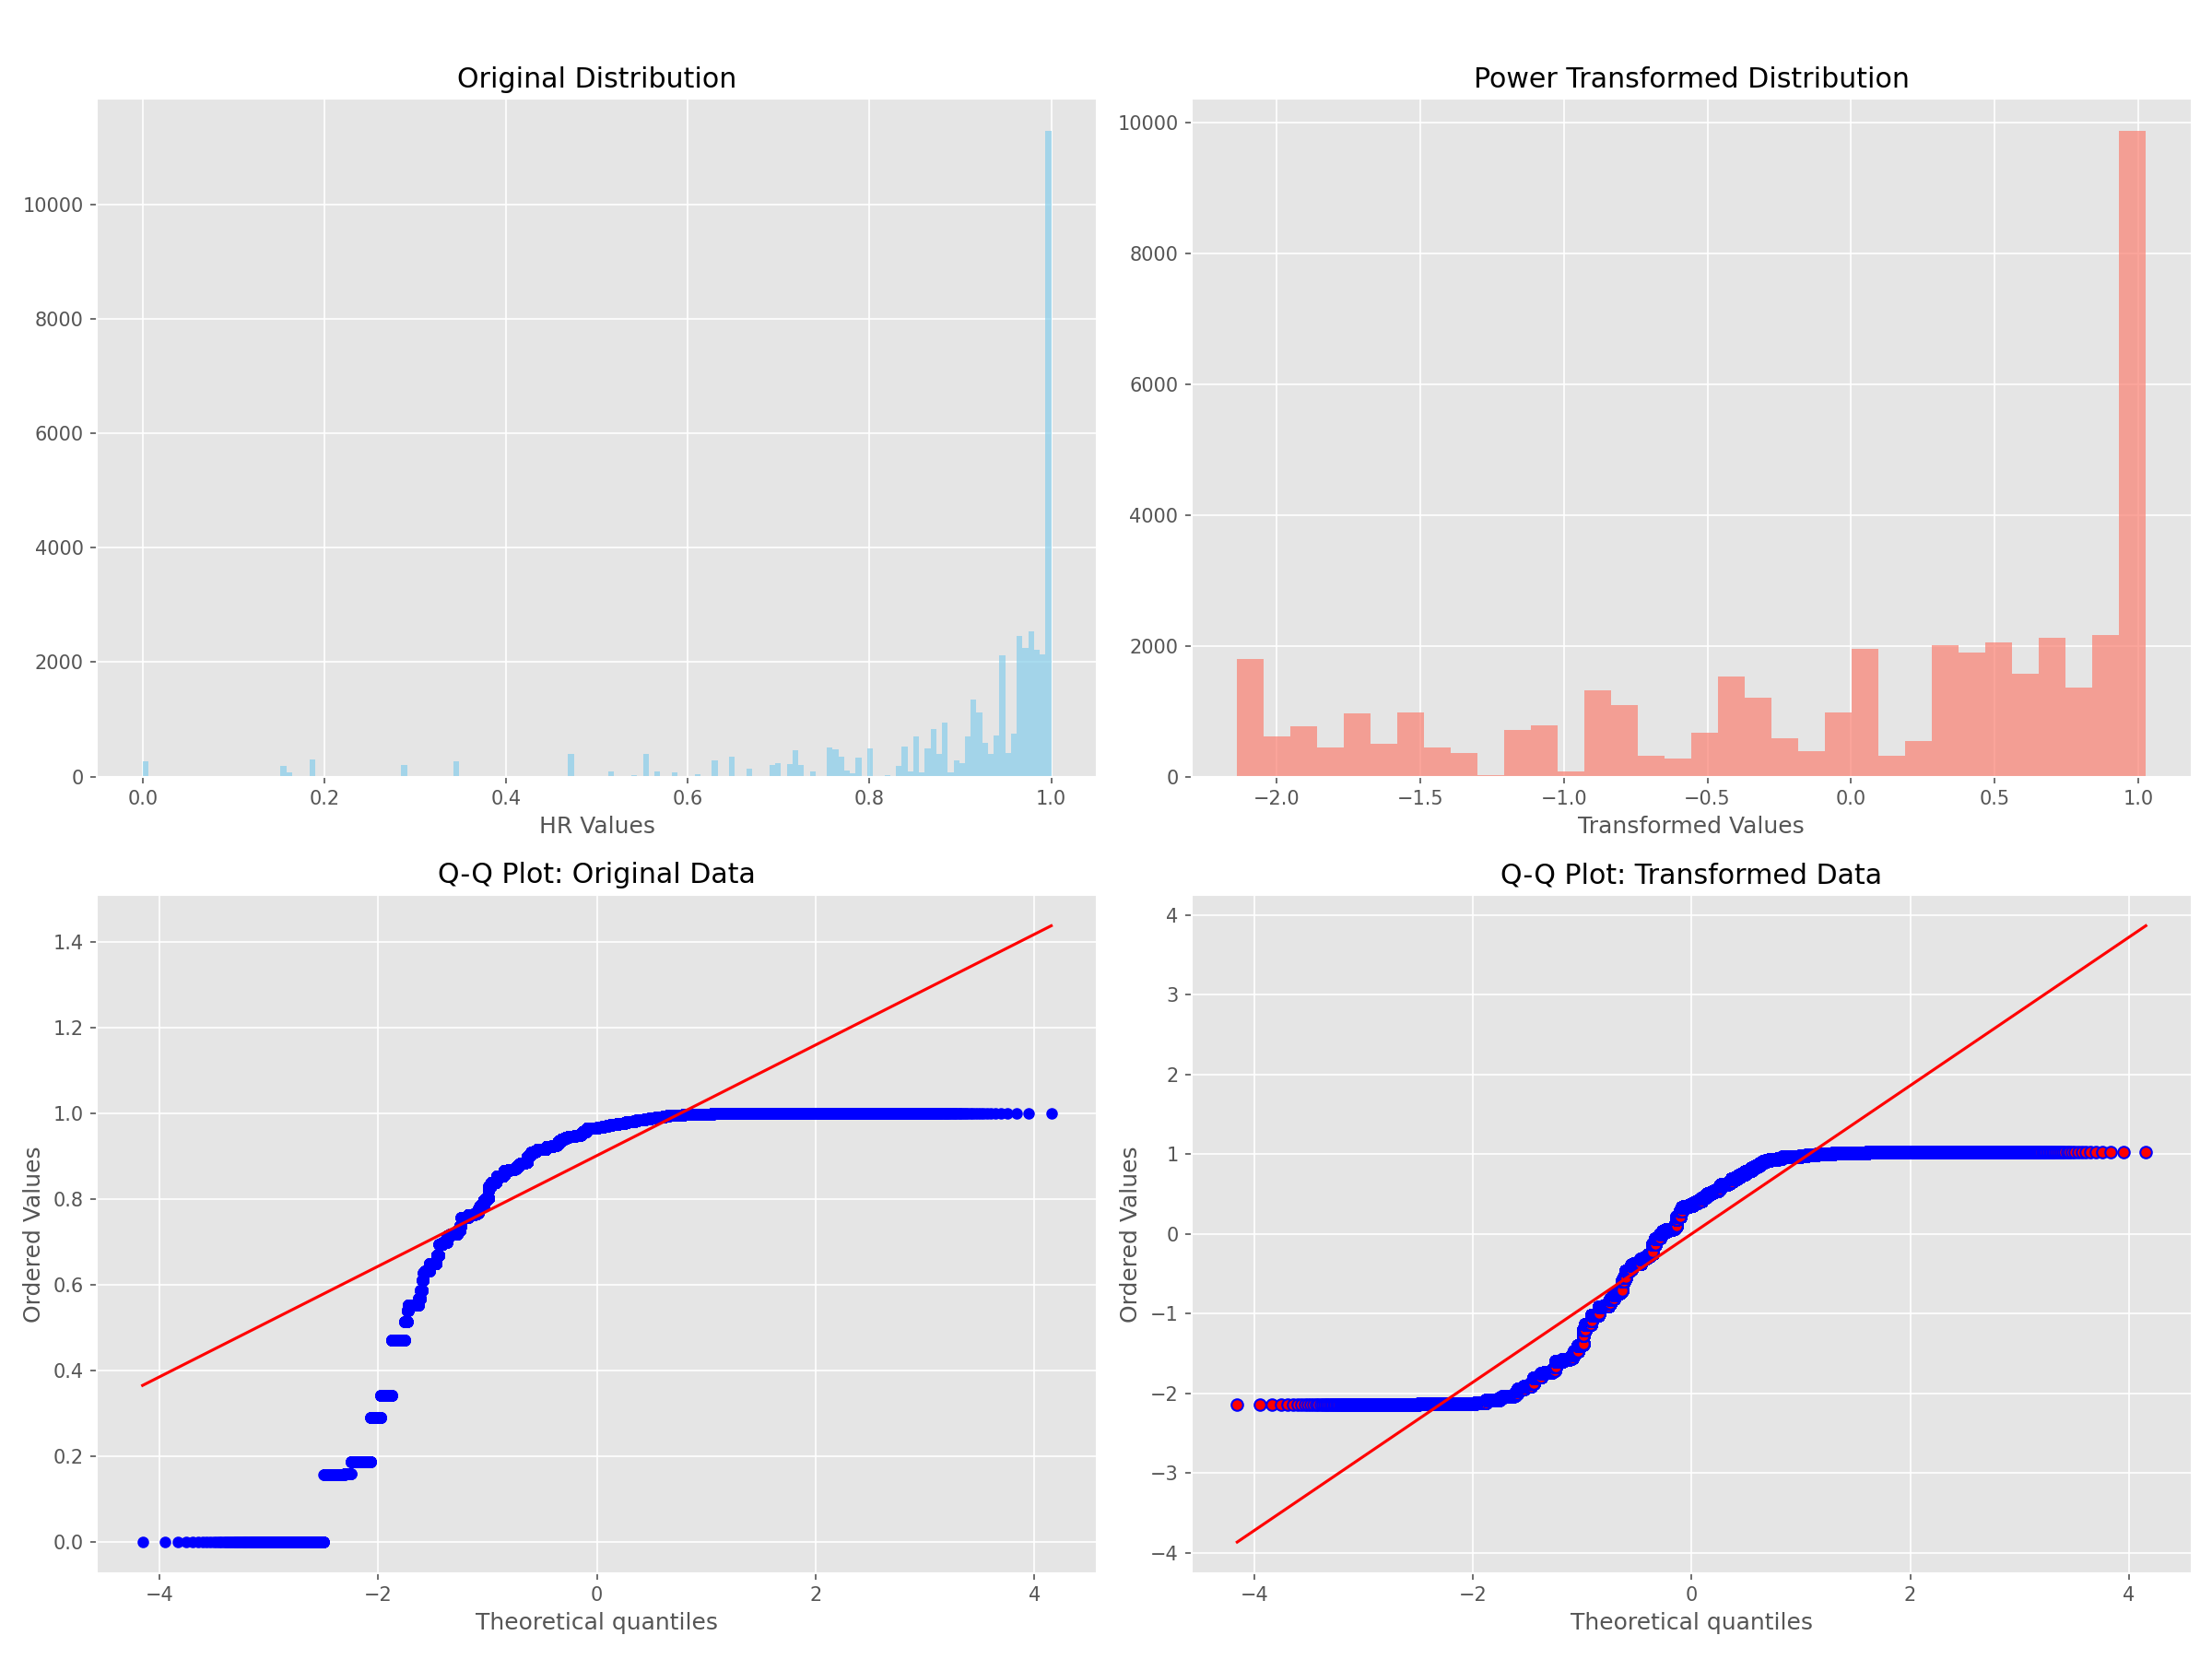 Original Distribution
10000
8000
6000
4000
2000
0
0.0 0.2 0.4 0.6 0.8 1.0
HR Values
Power Transformed Distribution
10000
8000
6000
4000
2000
0
−2.0 −1.5 −1.0 −0.5 0.0 0.5 1.0
Transformed Values
Q-Q Plot: Original Data
Ordered Values
1.4
1.2
1.0
0.8
0.6
0.4
0.2
0.0
−4 −2 0 2 4
Theoretical quantiles
Q-Q Plot: Transformed Data
Ordered Values
4
3
2
1
0
−1
−2
−3
−4
−4 −2 0 2 4
Theoretical quantiles